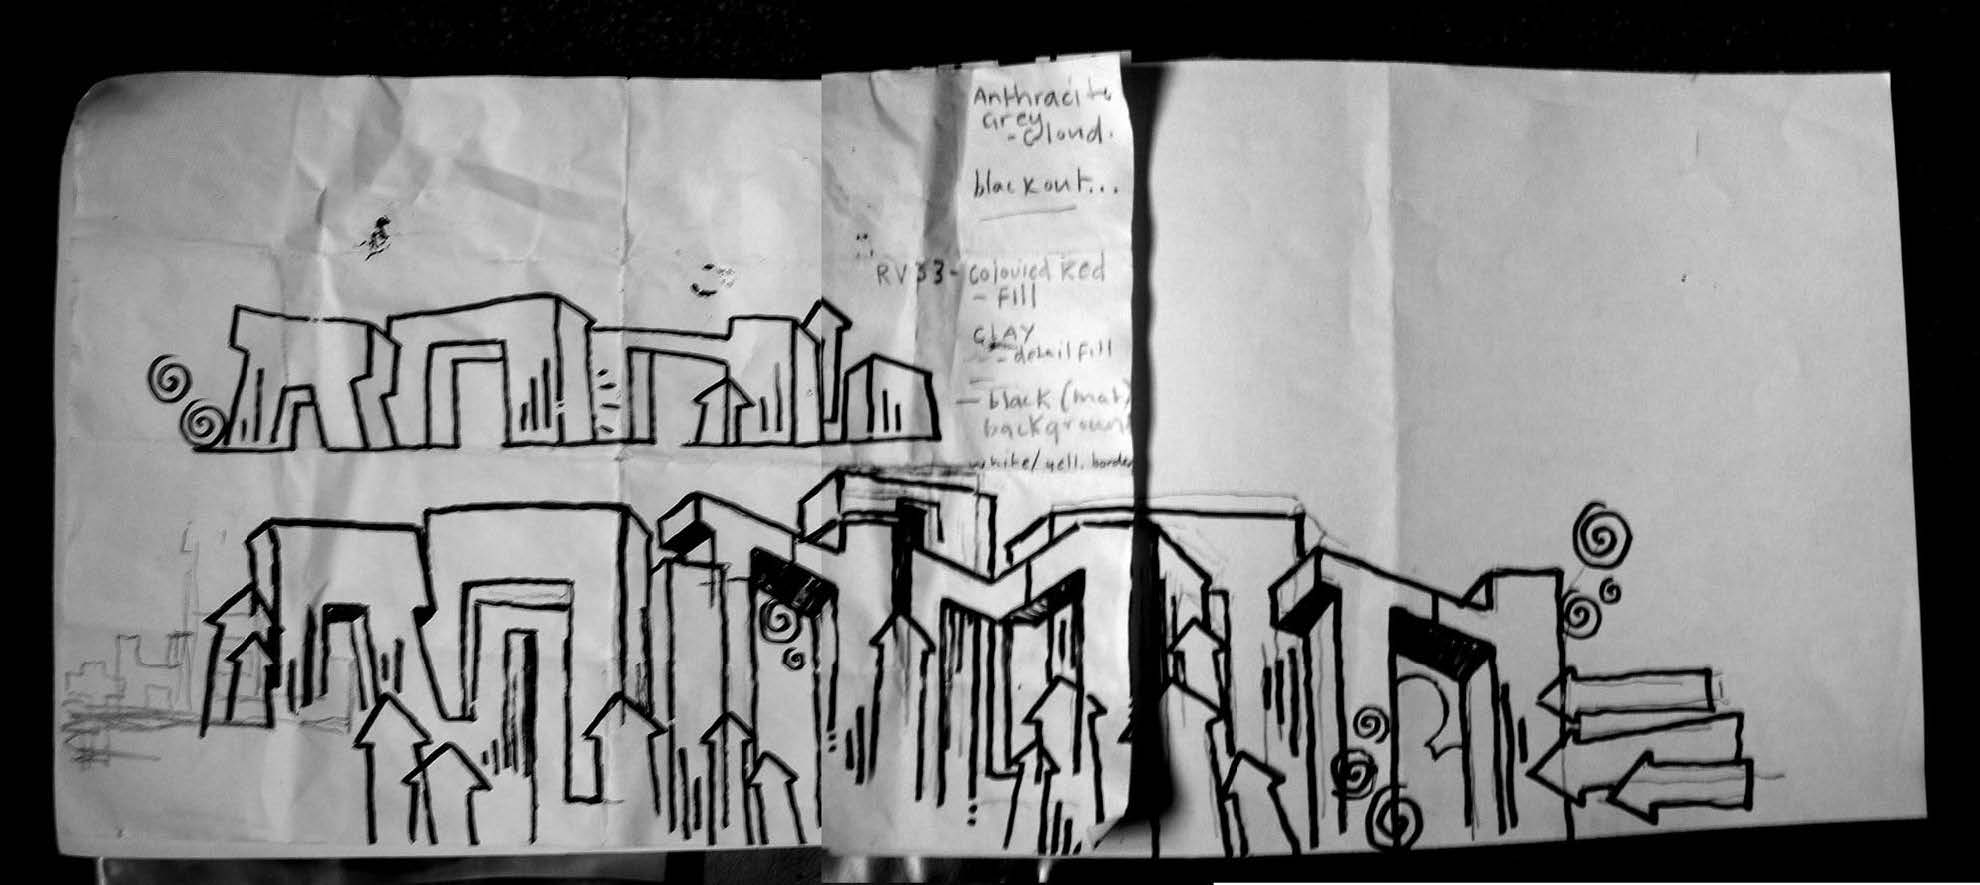 Anthracite
Grey
- Cloud.
blackout...
RV33 - coloured Red
- Fill
CLAY
- detail fill
- black (mat)
background
white/yell. border